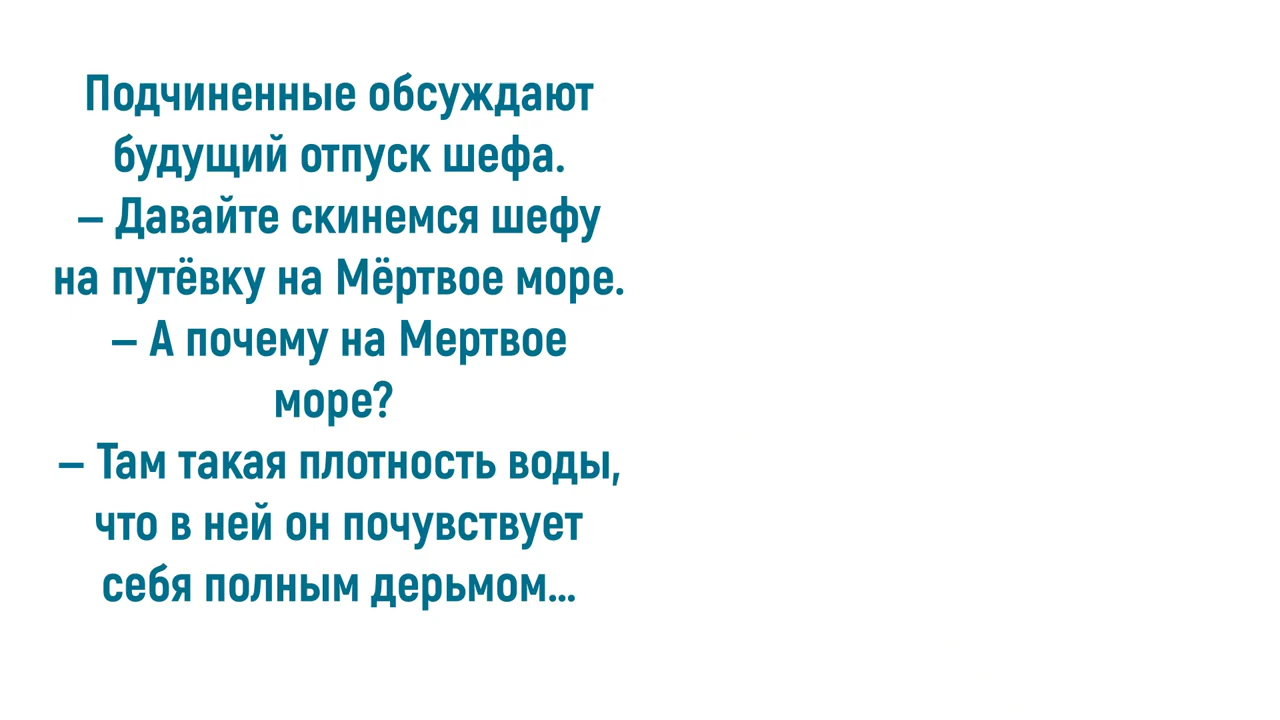 Подчиненные обсуждают
будущий отпуск шефа.
– Давайте скинемся шефу
на путёвку на Мёртвое море.
– А почему на Мертвое
море?
– Там такая плотность воды,
что в ней он почувствует
себя полным дерьмом...